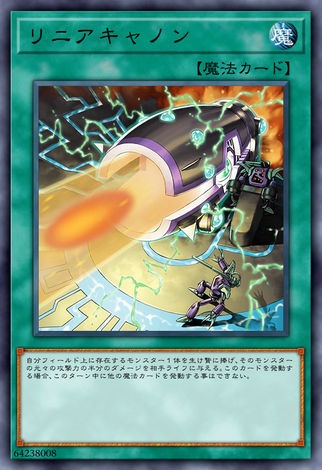 リニアキャノン
魔
【魔法カード】
自分フィールド上に存在するモンスター１体を生け贄に捧げ、そのモンスター
の元々の攻撃力の半分のダメージを相手ライフに与える。このカードを発動す
る場合、このターン中に他の魔法カードを発動する事はできない。
64238008